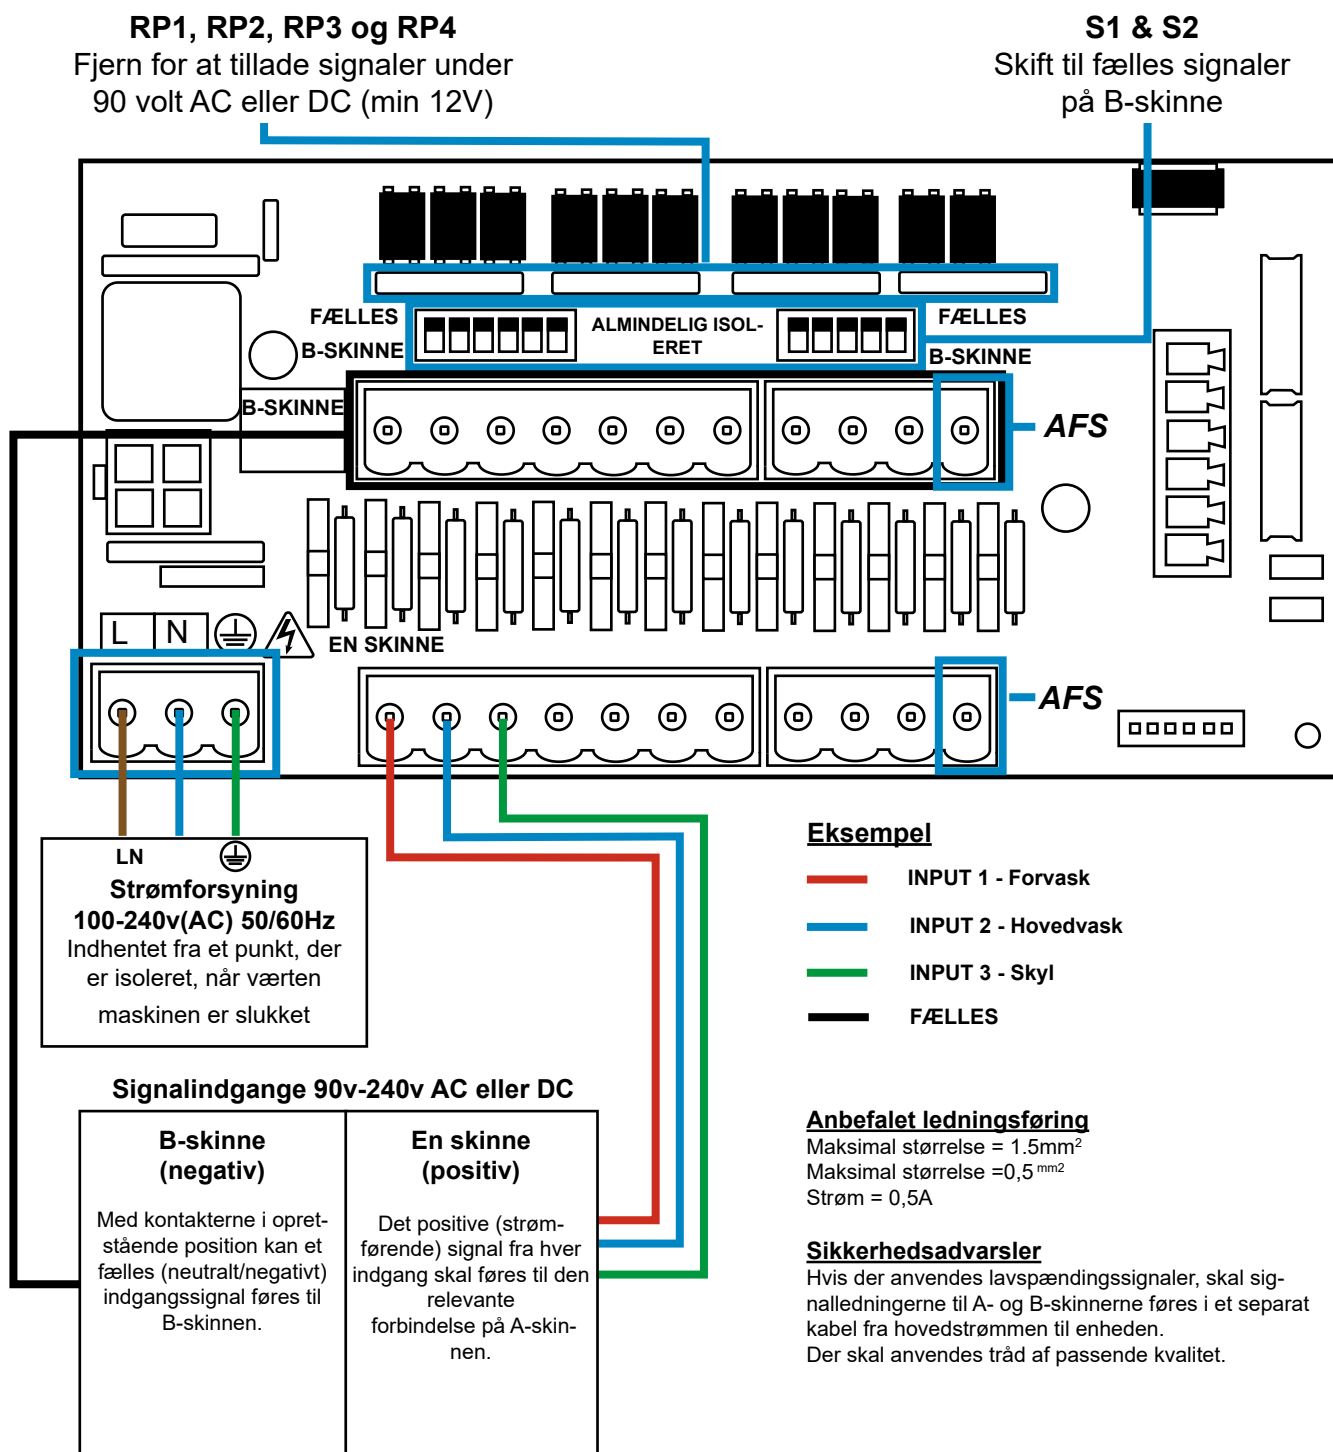 RP1, RP2, RP3 og RP4
Fjern for at tillade signaler under
90 volt AC eller DC (min 12V)
S1 & S2
Skift til fælles signaler
på B-skinne
FÆLLES
B-SKINNE
ALMINDELIG ISOL-
ERET
FÆLLES
B-SKINNE
B-SKINNE
AFS
L N
EN SKINNE
AFS
LN
Strømforsyning
100-240v(AC) 50/60Hz
Indhentet fra et punkt, der
er isoleret, når værten
maskinen er slukket
Eksempel
INPUT 1 - Forvask
INPUT 2 - Hovedvask
INPUT 3 - Skyl
FÆLLES
Signalindgange 90v-240v AC eller DC
B-skinne
(negativ)
Med kontakterne i opret-
stående position kan et
fælles (neutralt/negativt)
indgangssignal føres til
B-skinnen.
En skinne
(positiv)
Det positive (strøm-
førende) signal fra hver
indgang skal føres til den
relevante
forbindelse på A-skin-
nen.
Anbefalet ledningsføring
Maksimal størrelse = 1.5mm²
Maksimal størrelse =0,5 mm2
Strøm = 0,5A
Sikkerhedsadvarsler
Hvis der anvendes lavspændingssignaler, skal sig-
nalledningerne til A- og B-skinnerne føres i et separat
kabel fra hovedstrømmen til enheden.
Der skal anvendes tråd af passende kvalitet.